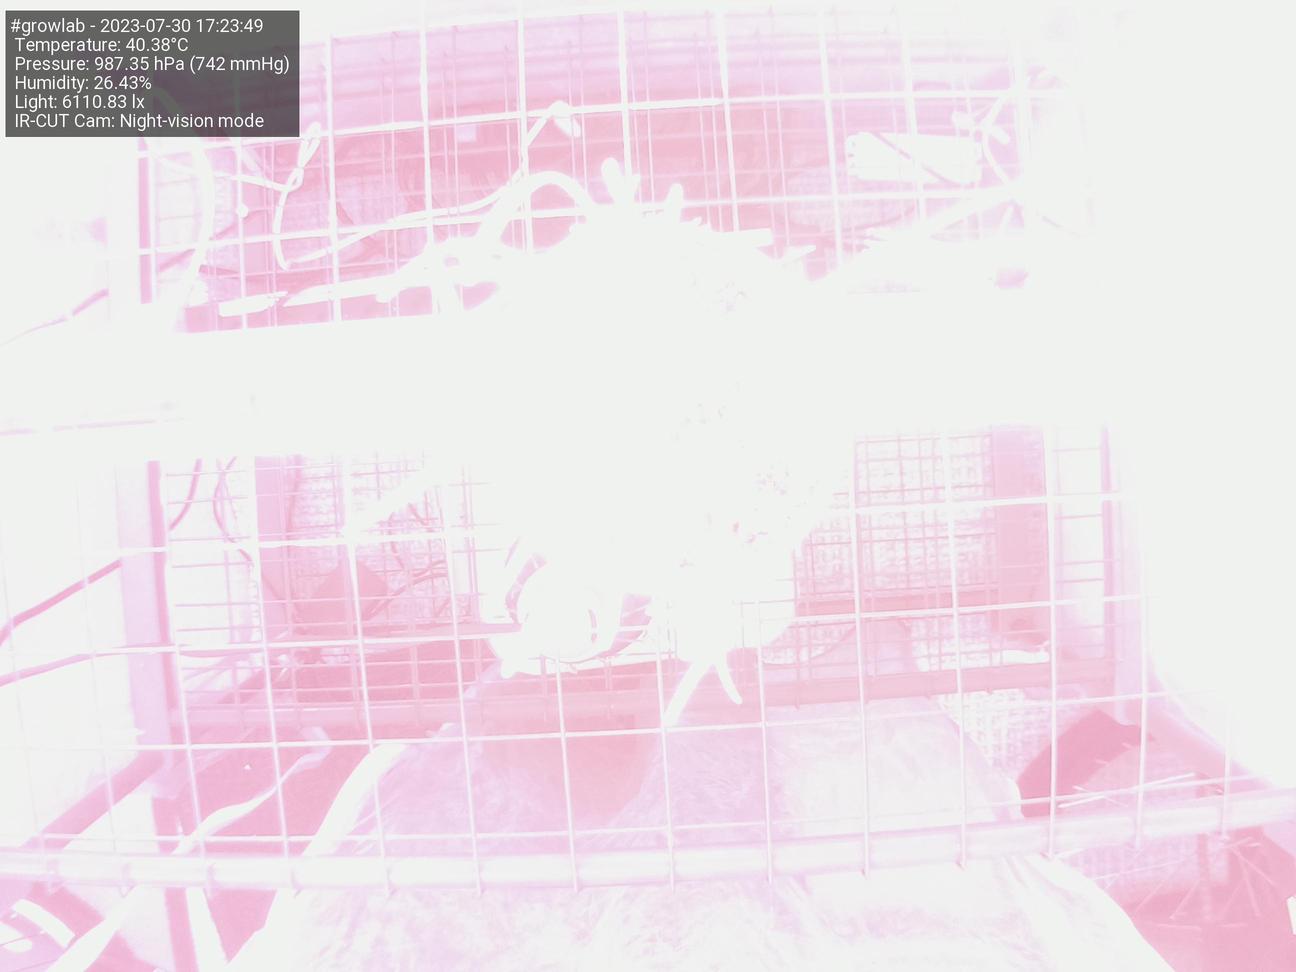 #growlab - 2023-07-30 17:23:49
Temperature: 40.38°C
Pressure: 987.35 hPa (742 mmHg)
Humidity: 26.43%
Light: 6110.83 lx
IR-CUT Cam: Night-vision mode